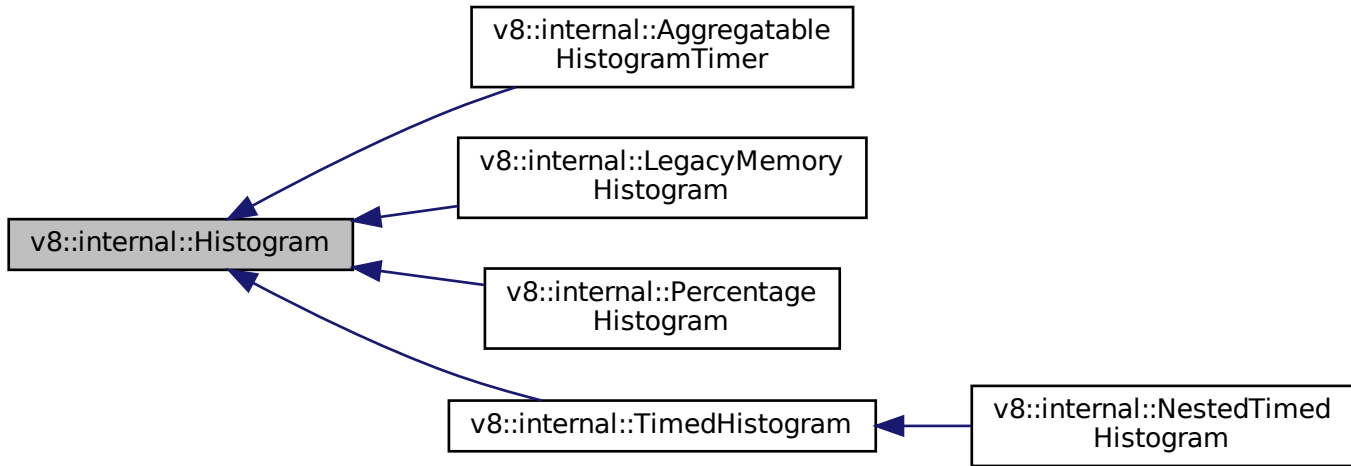 v8::internal::Aggregatable
HistogramTimer
v8::internal::LegacyMemory
Histogram
v8::internal::Histogram
v8::internal::Percentage
Histogram
v8::internal::TimedHistogram
v8::internal::NestedTimed
Histogram